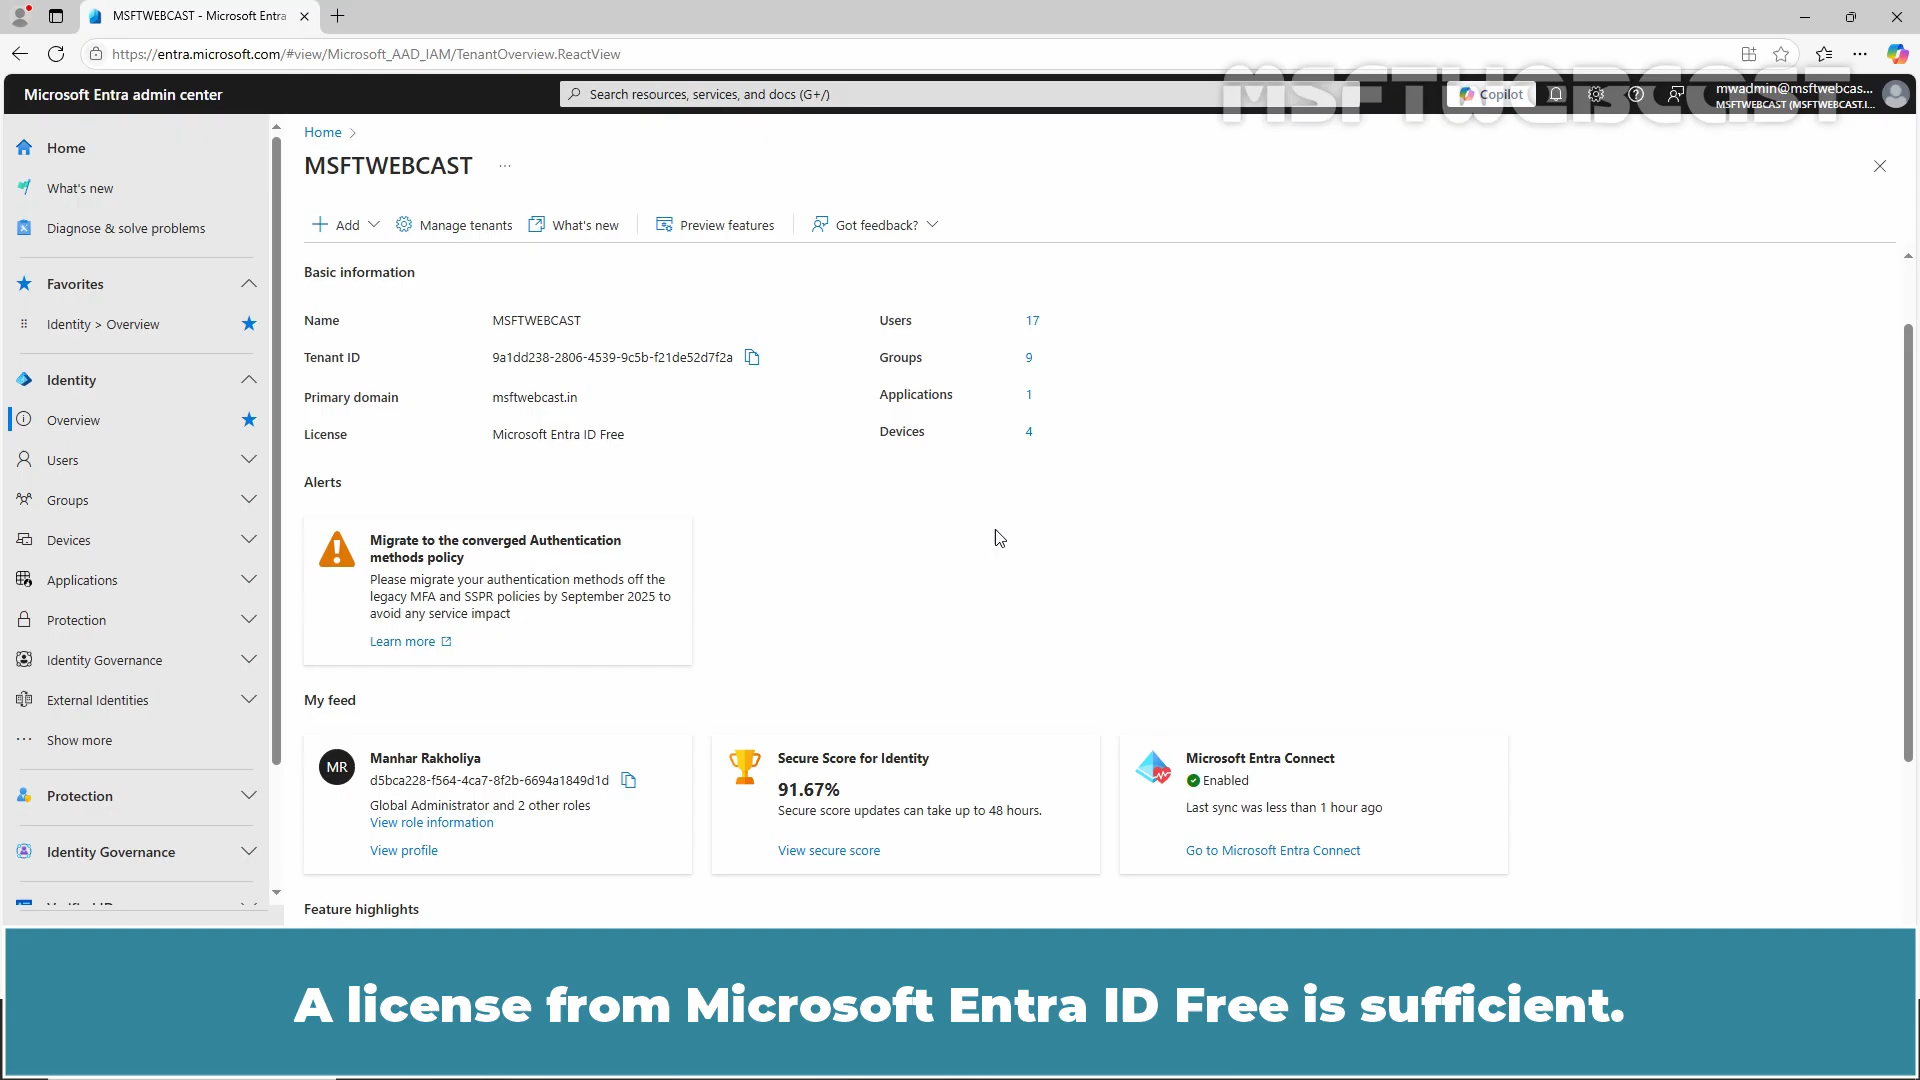 MSFTWEBCAST - Microsoft Entra
https://entra.microsoft.com/#view/Microsoft_AAD_IAM/TenantOverview.ReactView
MSFTWEBCAST
Microsoft Entra admin center
Search resources, services, and docs (G+/)
Copilot
mwadmin@msftwebcas...
MSFTWEBCAST (MSFTWEBCAST.I...
Home
What's new
Diagnose & solve problems
Favorites
Identity > Overview
Identity
Overview
Users
Groups
Devices
Applications
Protection
Identity Governance
External Identities
Show more
Protection
Identity Governance
Home >
MSFTWEBCAST
...
Add
Manage tenants
What's new
Preview features
Got feedback?
Basic information
Name MSFTWEBCAST
Users 17
Tenant ID 9a1dd238-2806-4539-9c5b-f21de52d7f2a
Groups 9
Primary domain msftwebcast.in
Applications 1
License Microsoft Entra ID Free
Devices 4
Alerts
Migrate to the converged Authentication
methods policy
Please migrate your authentication methods off the
legacy MFA and SSPR policies by September 2025 to
avoid any service impact
Learn more
My feed
MR
Manhar Rakholiya
d5bca228-f564-4ca7-8f2b-6694a1849d1d
Global Administrator and 2 other roles
View role information
View profile
Secure Score for Identity
91.67%
Secure score updates can take up to 48 hours.
View secure score
Microsoft Entra Connect
Enabled
Last sync was less than 1 hour ago
Go to Microsoft Entra Connect
Feature highlights
A license from Microsoft Entra ID Free is sufficient.